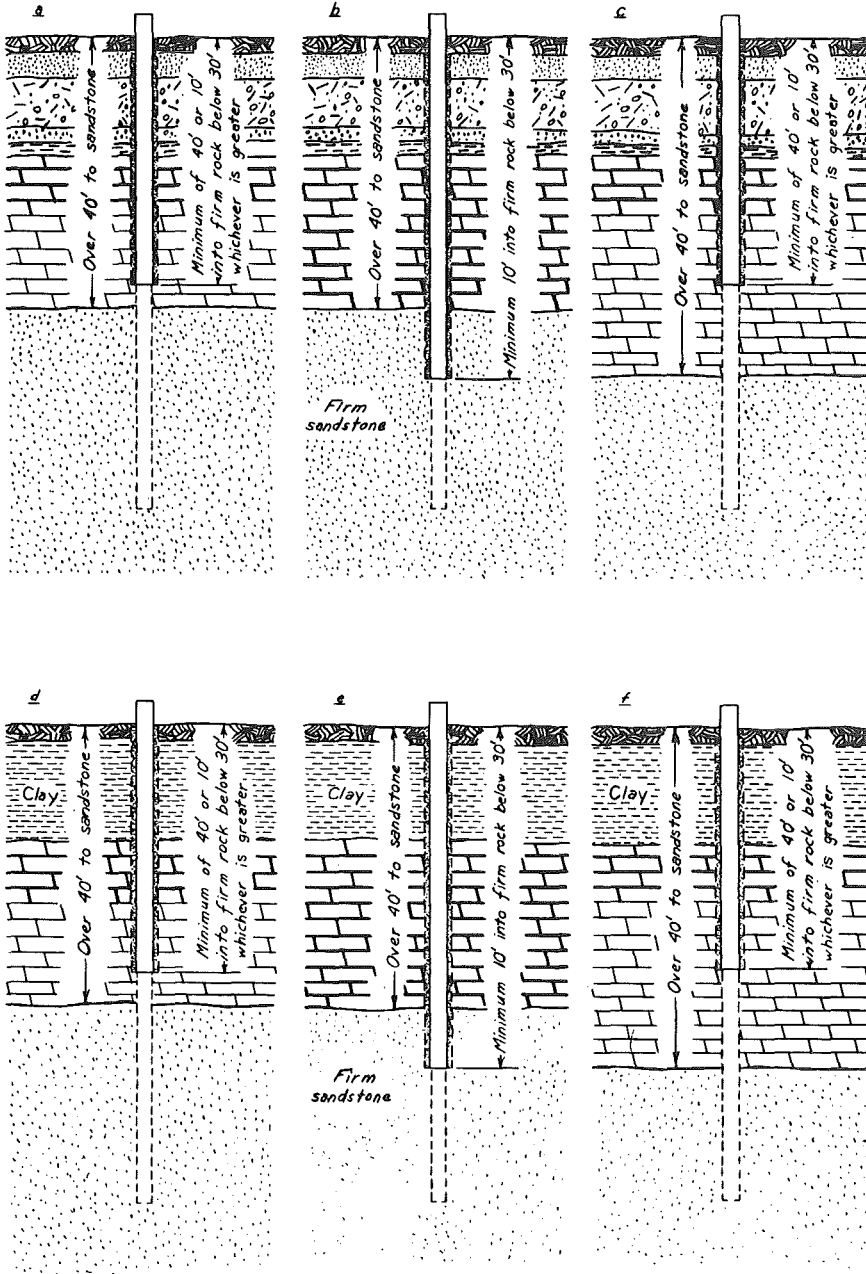 a
Over 40' to sandstone
Minimum of 40' or 10'
into firm rock below 30'
whichever is greater
b
Over 40' to sandstone
Minimum 10' into firm rock below 30'
Firm
sandstone
c
Over 40' to sandstone
Minimum of 40' or 10'
into firm rock below 30'
whichever is greater
d
Clay
Over 40' to sandstone
Minimum of 40' or 10'
into firm rock below 30'
whichever is greater
e
Clay
Over 40' to sandstone
Minimum 10' into firm rock below 30'
Firm
sandstone
f
Clay
Over 40' to sandstone
Minimum of 40' or 10'
into firm rock below 30'
whichever is greater